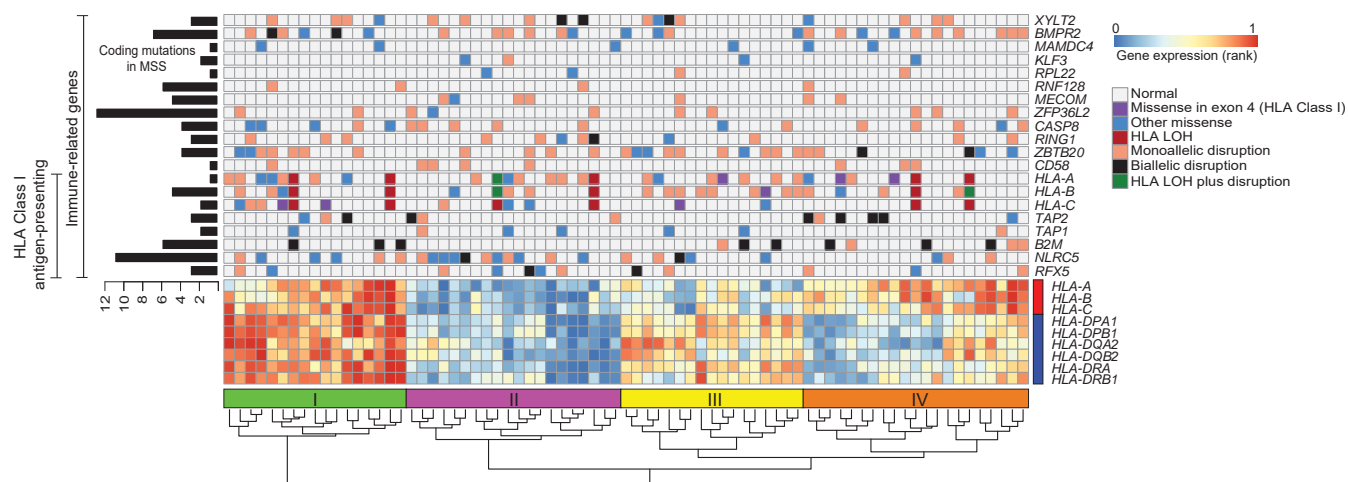 Coding mutations
in MSS
HLA Class I
antigen-presenting
Immune-related genes
12 10 8 6 4 2
XYLT2
BMPR2
MAMDC4
KLF3
RPL22
RNF128
MECOM
ZFP36L2
CASP8
RING1
ZBTB20
CD58
HLA-A
HLA-B
HLA-C
TAP2
TAP1
B2M
NLRC5
RFX5
HLA-A
HLA-B
HLA-C
HLA-DPA1
HLA-DPB1
HLA-DQA2
HLA-DQB2
HLA-DRA
HLA-DRB1
I II III IV
0 1
Gene expression (rank)
Normal
Missense in exon 4 (HLA Class I)
Other missense
HLA LOH
Monoallelic disruption
Biallelic disruption
HLA LOH plus disruption